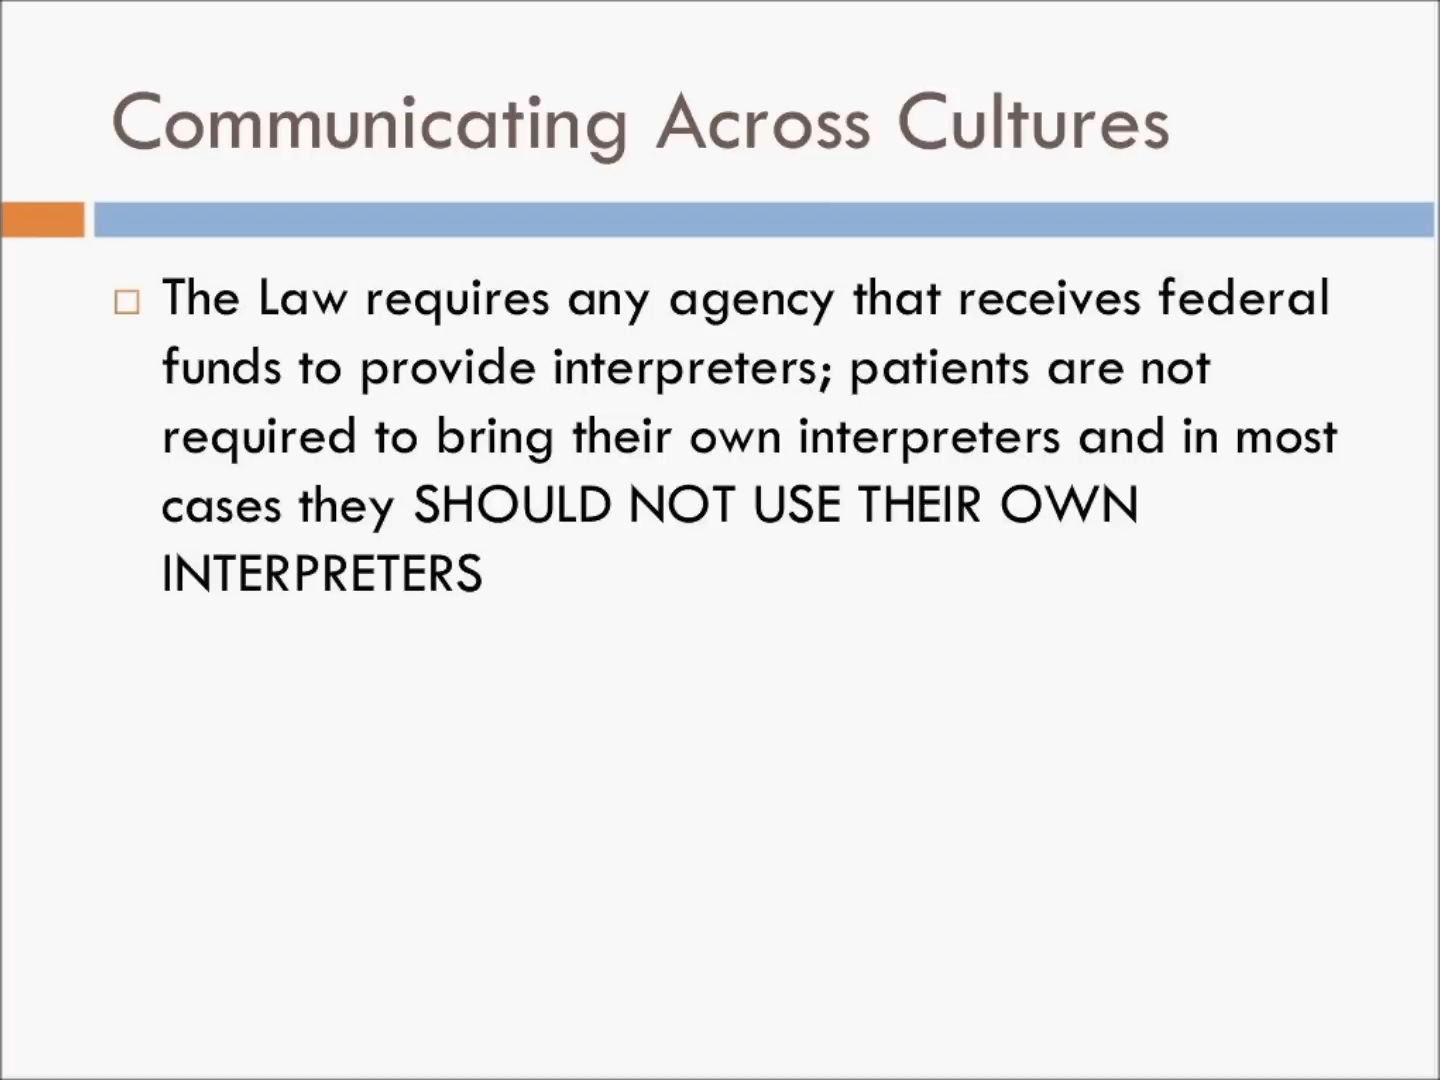 Communicating Across Cultures
The Law requires any agency that receives federal
funds to provide interpreters; patients are not
required to bring their own interpreters and in most
cases they SHOULD NOT USE THEIR OWN
INTERPRETERS